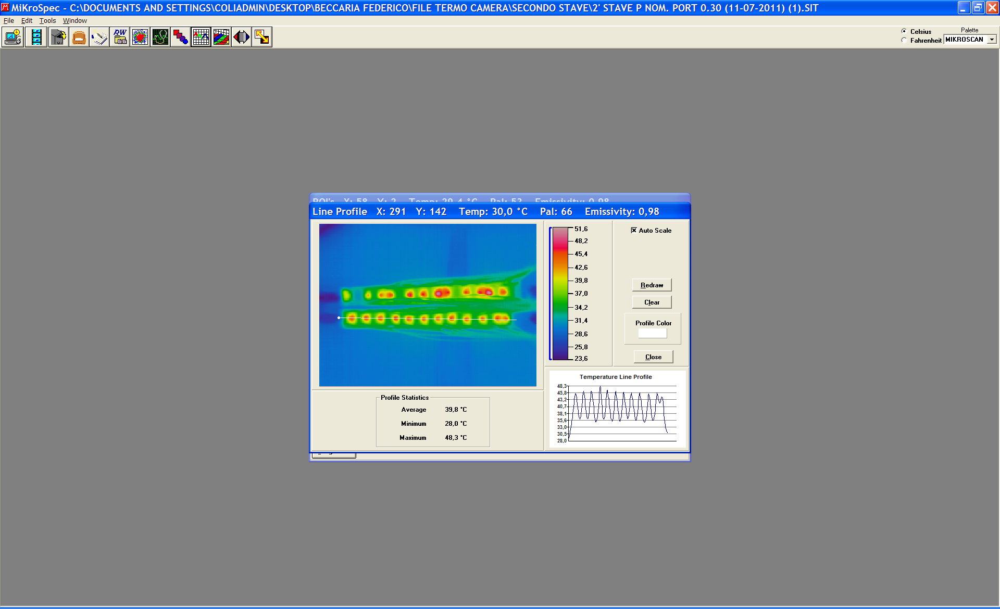 MiKroSpec - C:\DOCUMENTS AND SETTINGS\COLIADMIN\DESKTOP\BECCARIA FEDERICO\FILE TERMO CAMERA\SECONDO STAVE\2' STAVE P NOM. PORT 0.30 (11-07-2011) (1).SIT
File Edit Tools Window
RW
Celsius
Fahrenheit
Palette
MIKROSCAN
ROI's X: 58 Y: 2 Temp: 29,4 °C Pal: 53 Emissivity: 0,98
Line Profile X: 291 Y: 142 Temp: 30,0 °C Pal: 66 Emissivity: 0,98
51,6
48,2
45,4
42,6
39,8
37,0
34,2
31,4
28,6
25,8
23,6
Auto Scale
Redraw
Clear
Profile Color
Close
Profile Statistics
Average 39,8 °C
Minimum 28,0 °C
Maximum 48,3 °C
Temperature Line Profile
48,3
45,8
43,2
40,7
38,1
35,6
33,0
30,5
28,0